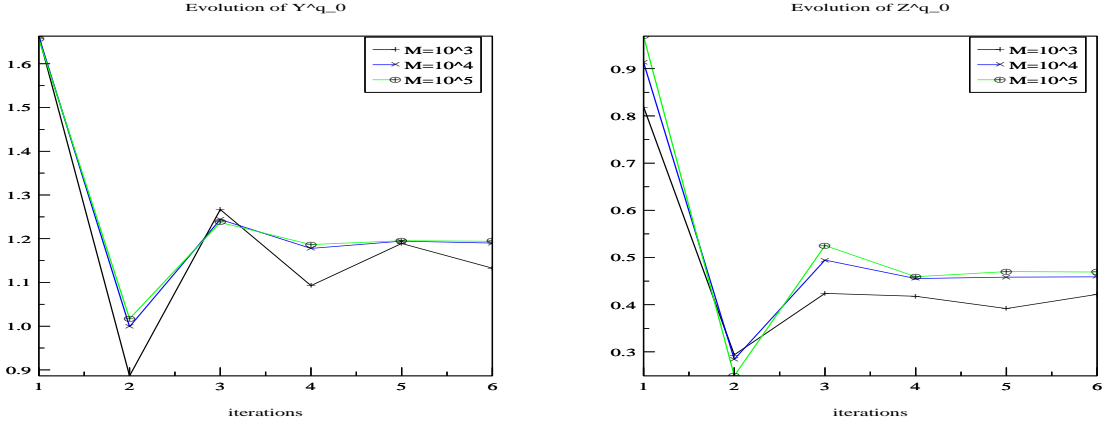 Evolution of Y^q_0
M=10^3
M=10^4
M=10^5
1.6
1.5
1.4
1.3
1.2
1.1
1.0
0.9
1 2 3 4 5 6
iterations
Evolution of Z^q_0
M=10^3
M=10^4
M=10^5
0.9
0.8
0.7
0.6
0.5
0.4
0.3
1 2 3 4 5 6
iterations